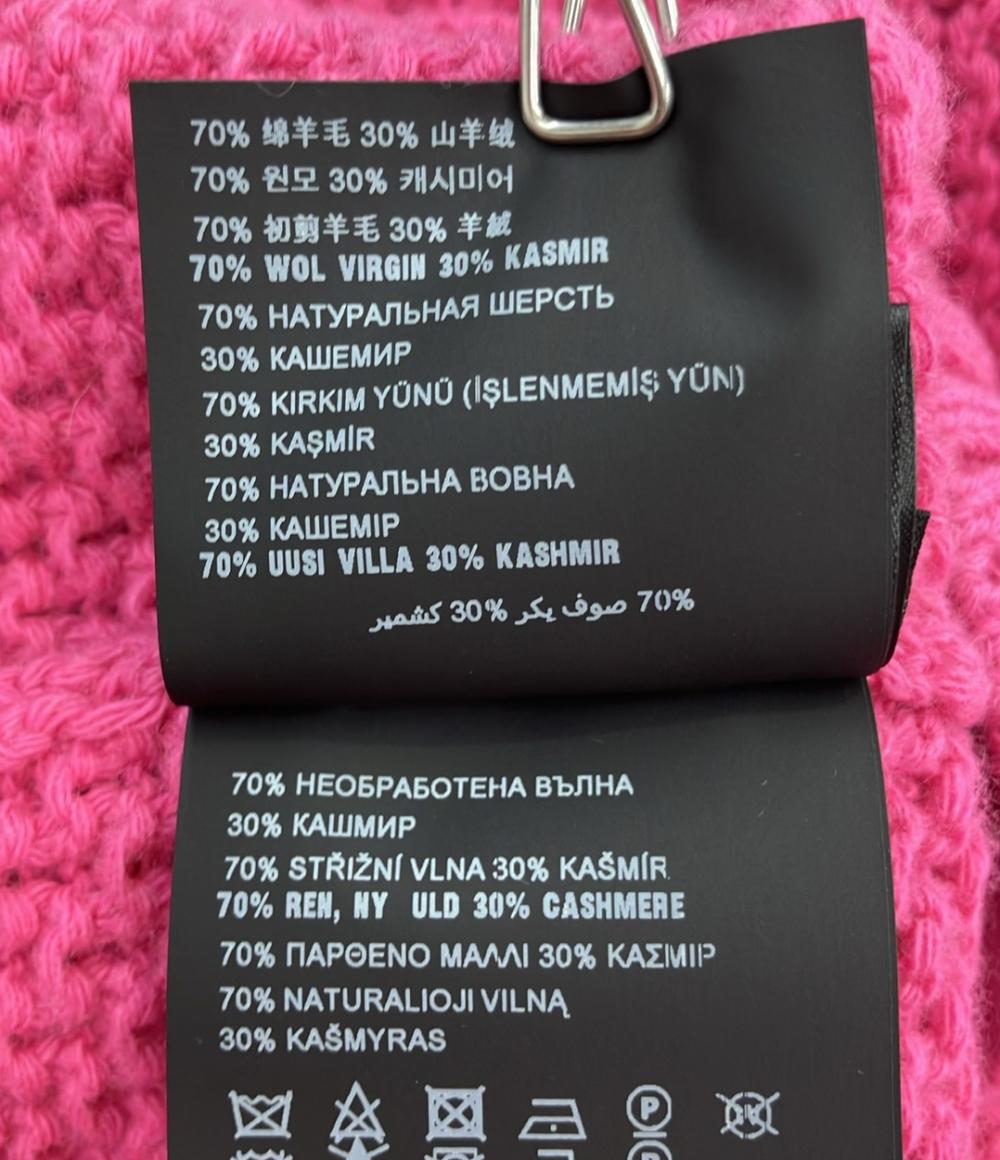 70% 绵羊毛 30% 山羊绒
70% 원모 30% 캐시미어
70% 初剪羊毛 30% 羊絨
70% WOL VIRGIN 30% KASMIR
70% НАТУРАЛЬНАЯ ШЕРСТЬ
30% КАШЕМИР
70% KIRKIM YÜNÜ (İŞLENMEMİŞ YÜN)
30% KAŞMİR
70% НАТУРАЛЬНА ВОВНА
30% КАШЕМІР
70% UUSI VILLA 30% KASHMIR
70% صوف بكر 30% كشمير
70% НЕОБРАБОТЕНА ВЪЛНА
30% КАШМИР
70% STŘIŽNÍ VLNA 30% KAŠMÍR
70% REN, NY ULD 30% CASHMERE
70% ΠΑΡΘΕΝΟ ΜΑΛΛΙ 30% ΚΑΣΜΙΡ
70% NATURALIOJI VILNĄ
30% KAŠMYRAS
P